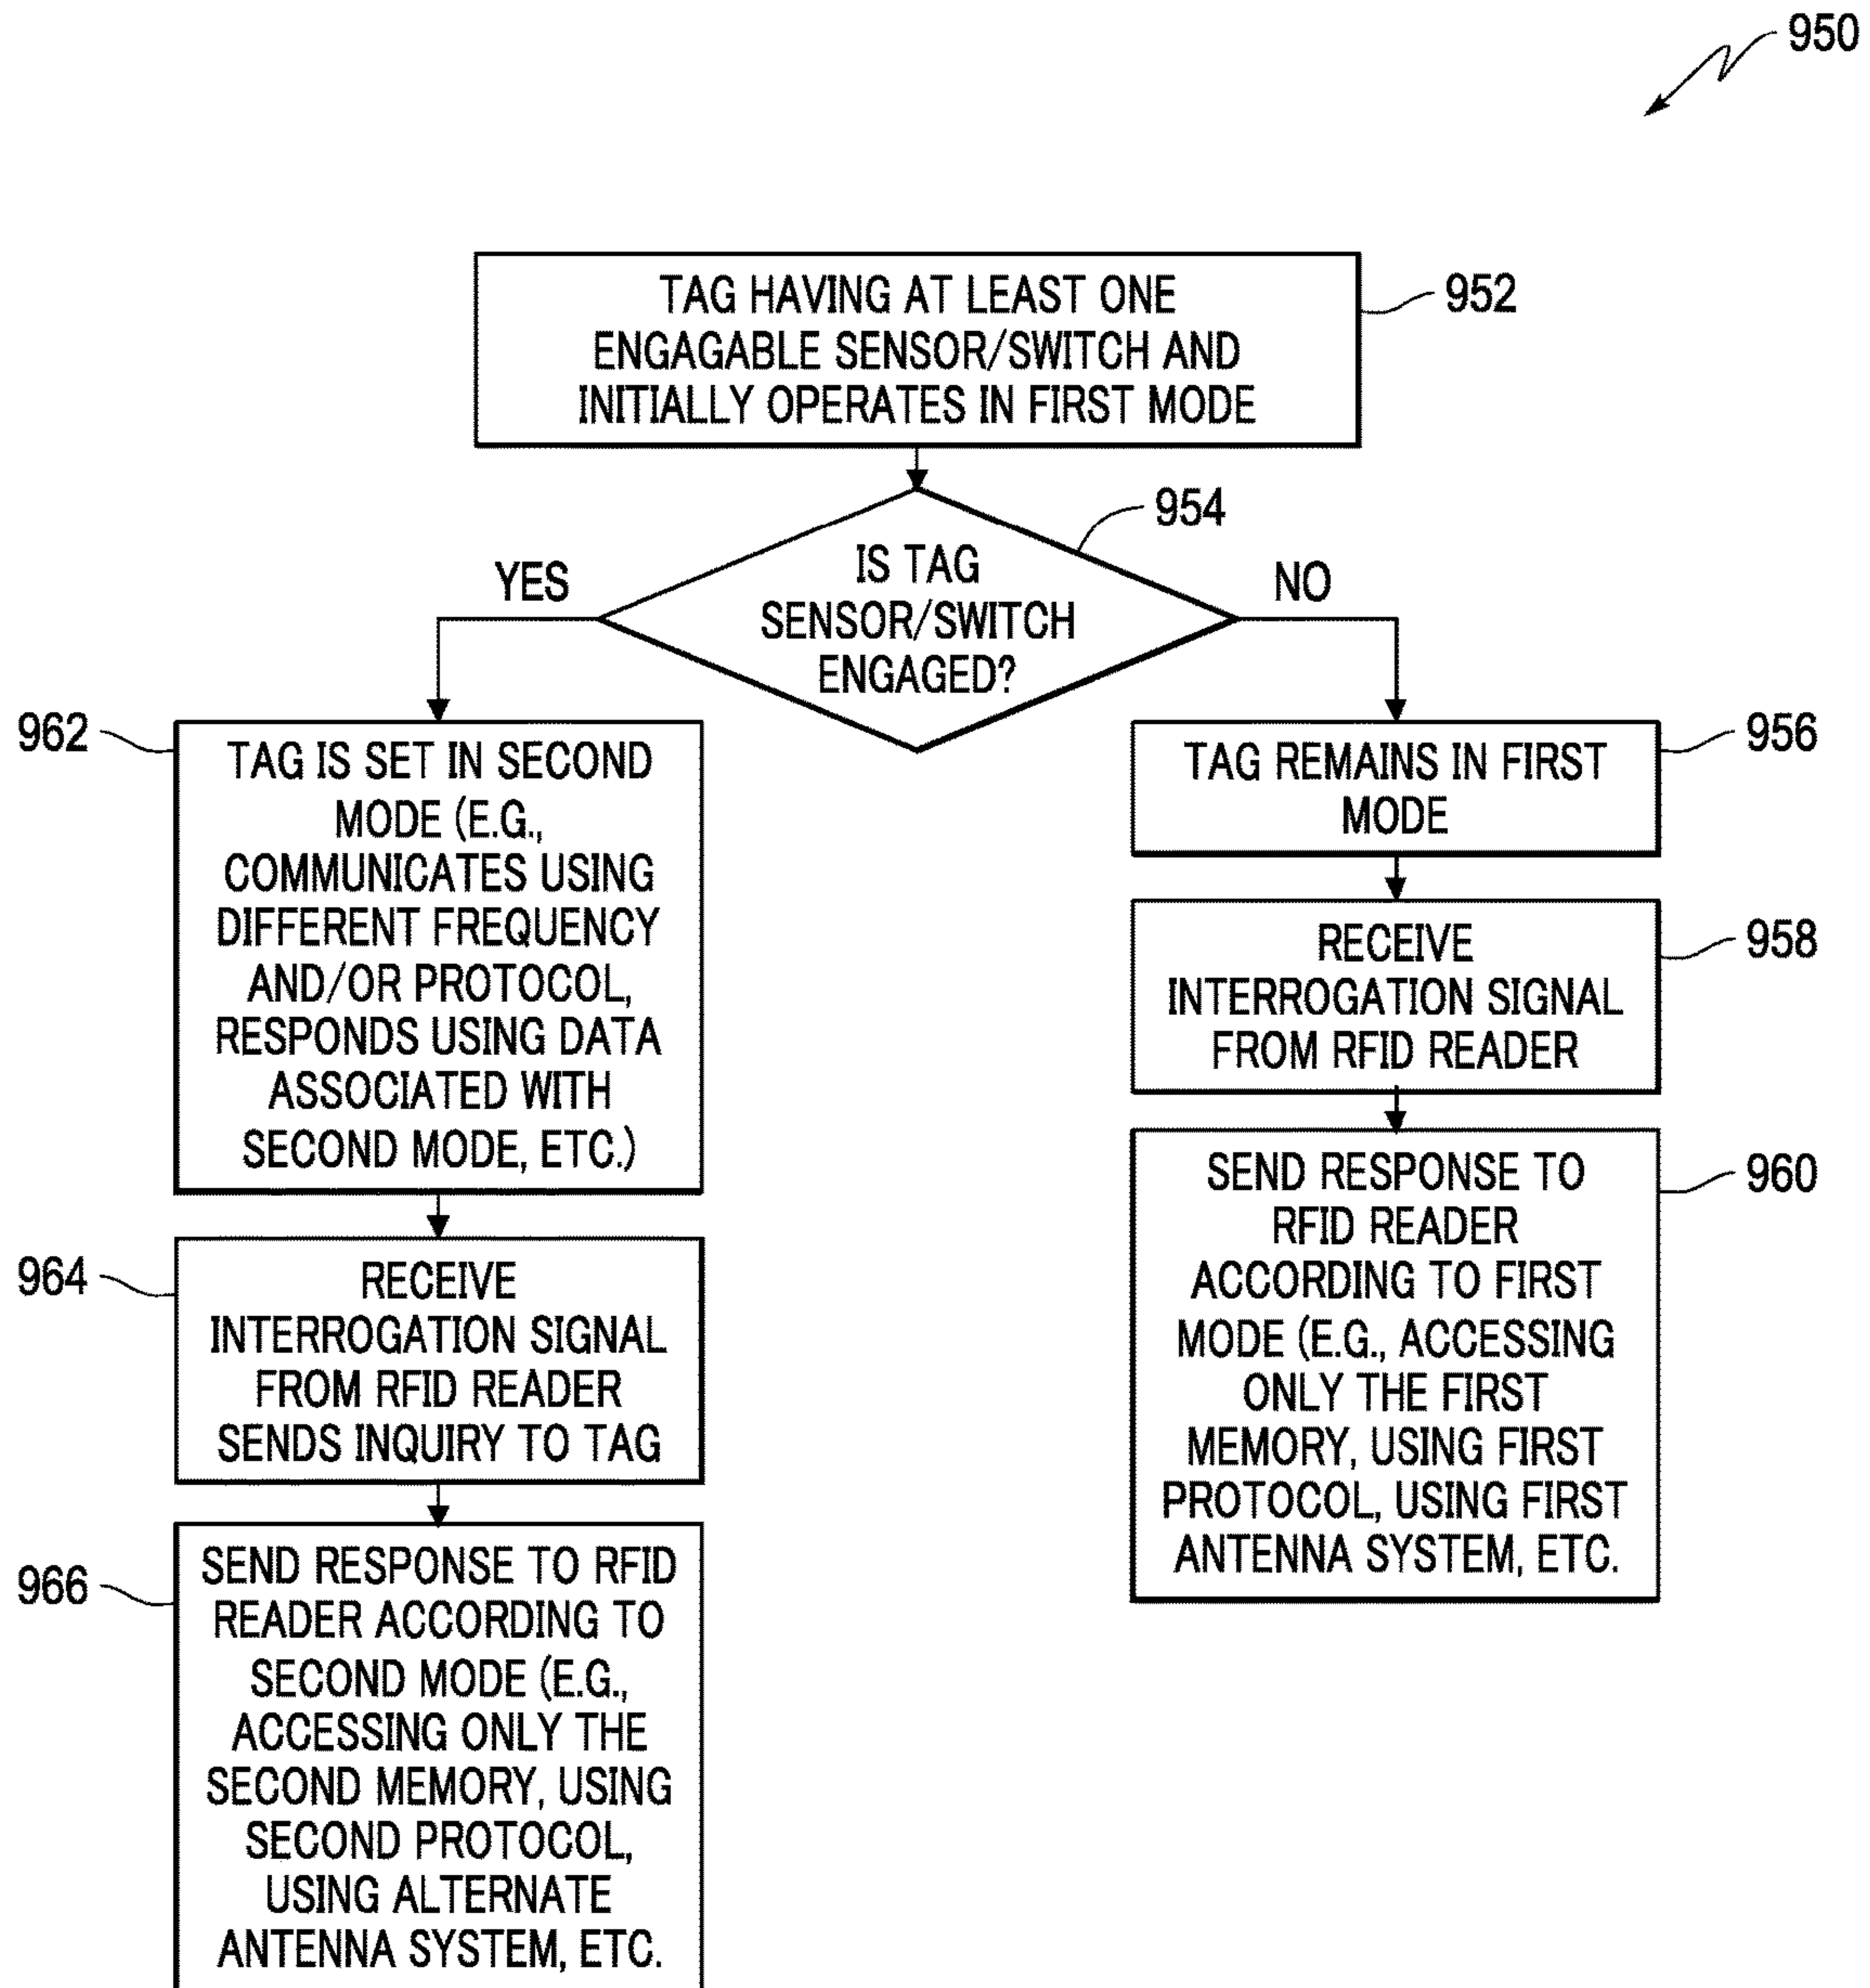 950
TAG HAVING AT LEAST ONE
ENGAGABLE SENSOR/SWITCH AND
INITIALLY OPERATES IN FIRST MODE
952
954
IS TAG
SENSOR/SWITCH
ENGAGED?
YES
NO
962
TAG IS SET IN SECOND
MODE (E.G.,
COMMUNICATES USING
DIFFERENT FREQUENCY
AND/OR PROTOCOL,
RESPONDS USING DATA
ASSOCIATED WITH
SECOND MODE, ETC.)
964
RECEIVE
INTERROGATION SIGNAL
FROM RFID READER
SENDS INQUIRY TO TAG
966
SEND RESPONSE TO RFID
READER ACCORDING TO
SECOND MODE (E.G.,
ACCESSING ONLY THE
SECOND MEMORY, USING
SECOND PROTOCOL,
USING ALTERNATE
ANTENNA SYSTEM, ETC.
TAG REMAINS IN FIRST
MODE
956
RECEIVE
INTERROGATION SIGNAL
FROM RFID READER
958
SEND RESPONSE TO
RFID READER
ACCORDING TO FIRST
MODE (E.G., ACCESSING
ONLY THE FIRST
MEMORY, USING FIRST
PROTOCOL, USING FIRST
ANTENNA SYSTEM, ETC.
960